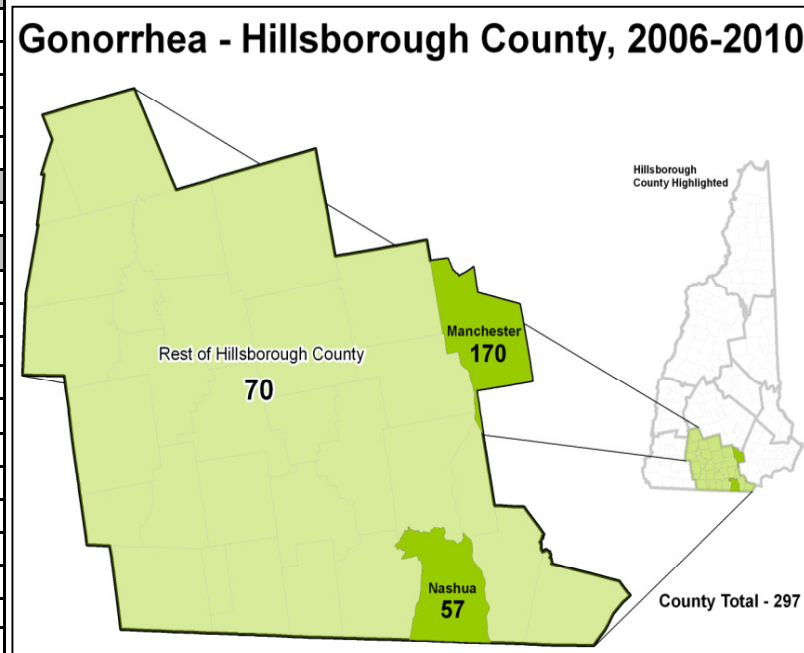 Gonorrhea - Hillsborough County, 2006-2010
Hillsborough
County Highlighted
Manchester
170
Rest of Hillsborough County
70
Nashua
57
County Total - 297